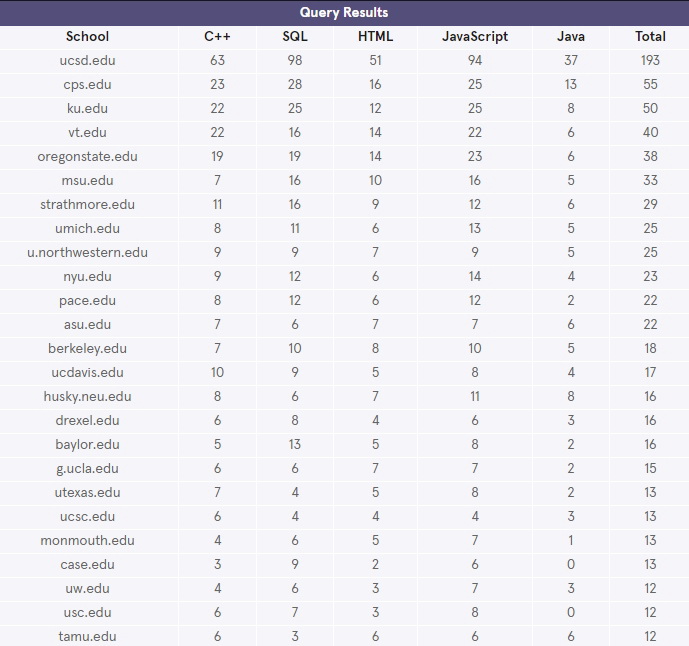 Query Results
School C++ SQL HTML JavaScript Java Total
ucsd.edu 63 98 51 94 37 193
cps.edu 23 28 16 25 13 55
ku.edu 22 25 12 25 8 50
vt.edu 22 16 14 22 6 40
oregonstate.edu 19 19 14 23 6 38
msu.edu 7 16 10 16 5 33
strathmore.edu 11 16 9 12 6 29
umich.edu 8 11 6 13 5 25
u.northwestern.edu 9 9 7 9 5 25
nyu.edu 9 12 6 14 4 23
pace.edu 8 12 6 12 2 22
asu.edu 7 6 7 7 6 22
berkeley.edu 7 10 8 10 5 18
ucdavis.edu 10 9 5 8 4 17
husky.neu.edu 8 6 7 11 8 16
drexel.edu 6 8 4 6 3 16
baylor.edu 5 13 5 8 2 16
g.ucla.edu 6 6 7 7 2 15
utexas.edu 7 4 5 8 2 13
ucsc.edu 6 4 4 4 3 13
monmouth.edu 4 6 5 7 1 13
case.edu 3 9 2 6 0 13
uw.edu 4 6 3 7 3 12
usc.edu 6 7 3 8 0 12
tamu.edu 6 3 6 6 6 12